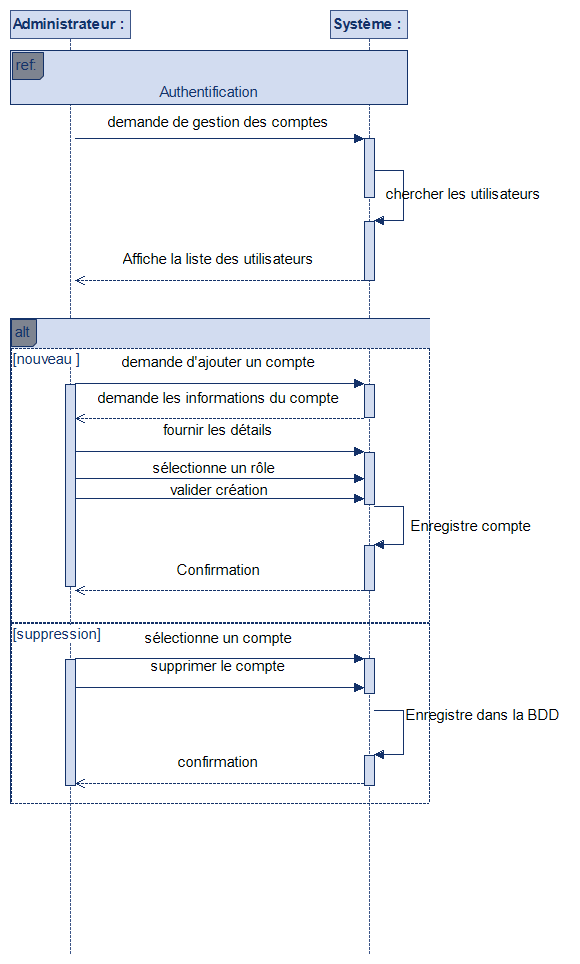 Administrateur :
Système :
ref:
Authentification
demande de gestion des comptes
chercher les utilisateurs
Affiche la liste des utilisateurs
alt
[nouveau ]
demande d'ajouter un compte
demande les informations du compte
fournir les détails
sélectionne un rôle
valider création
Enregistre compte
Confirmation
[suppression]
sélectionne un compte
supprimer le compte
Enregistre dans la BDD
confirmation